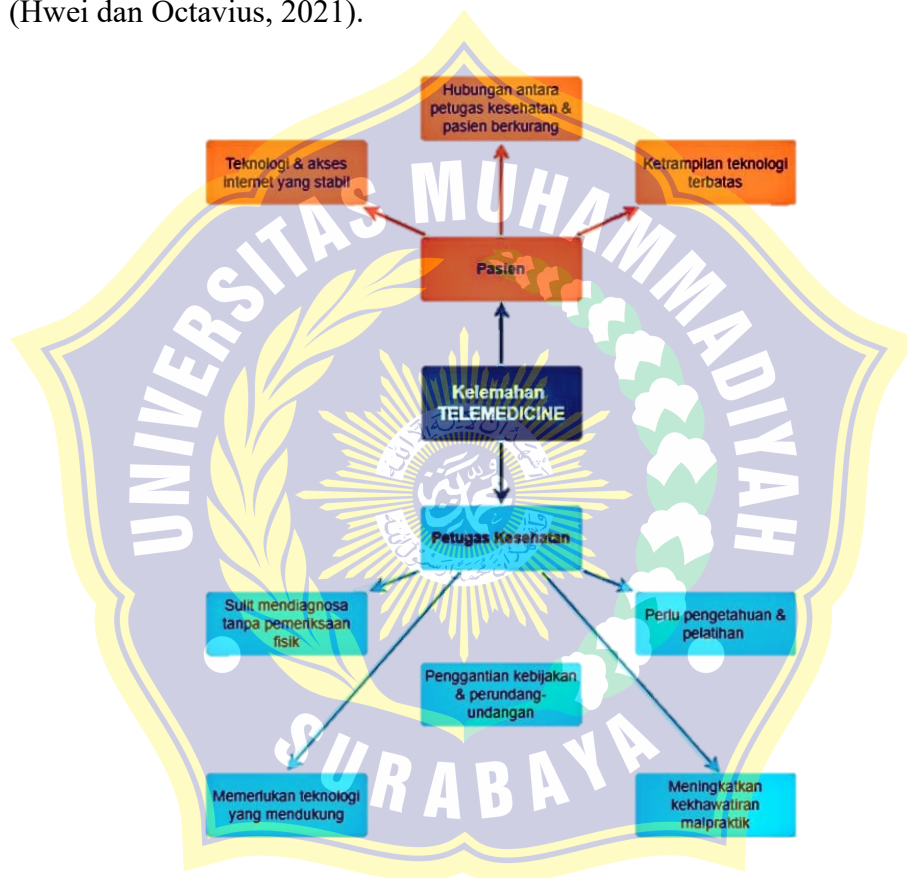 (Hwei dan Octavius, 2021).
Hubungan antara
petugas kesehatan &
pasien berkurang
Teknologi & akses
internet yang stabil
Ketrampilan teknologi
terbatas
Pasien
Kelemahan
TELEMEDICINE
Petugas Kesehatan
Sulit mendiagnosa
tanpa pemeriksaan
fisik
Perlu pengetahuan &
pelatihan
Penggantian kebijakan
& perundang-
undangan
Memerlukan teknologi
yang mendukung
Meningkatkan
kekhawatiran
malpraktik
UNIVERSITAS MUHAMMADIYAH
SURABAYA